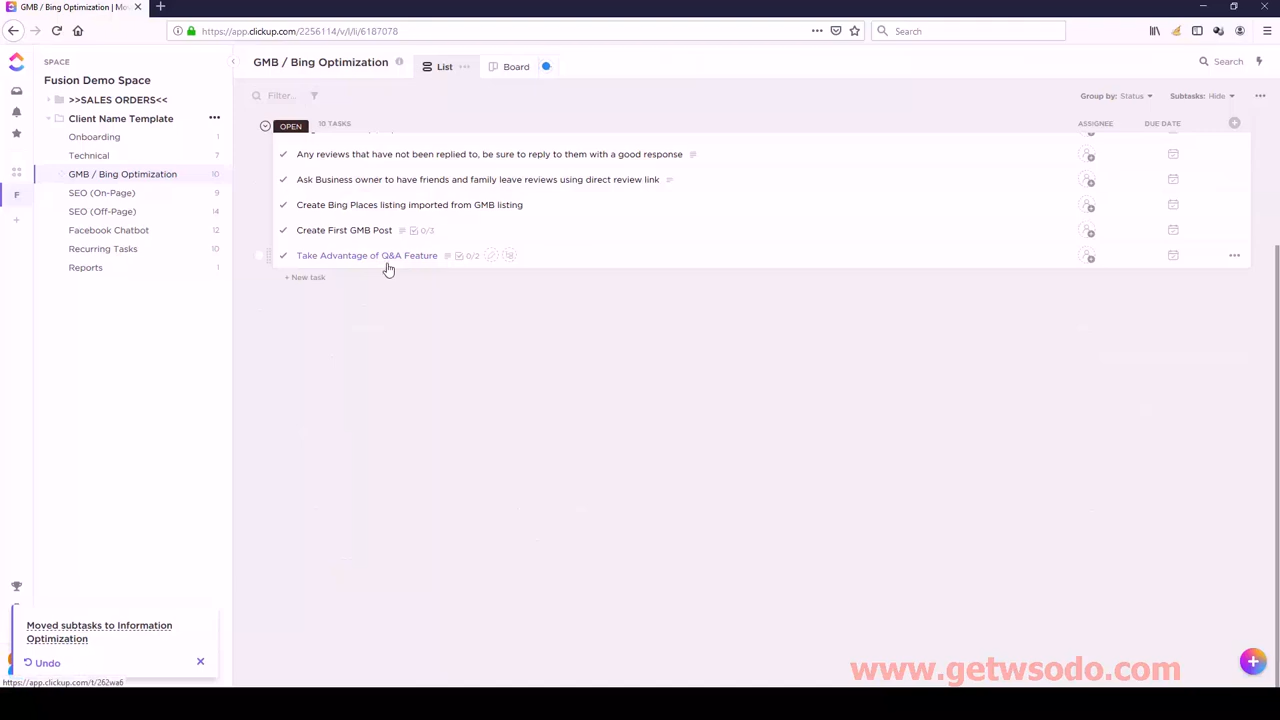 GMB / Bing Optimization | Mov
https://app.clickup.com/2256114/v/l/li/6187078
Search
SPACE
Fusion Demo Space
>>SALES ORDERS<<
Client Name Template
Onboarding 1
Technical 7
GMB / Bing Optimization 10
SEO (On-Page) 9
SEO (Off-Page) 14
Facebook Chatbot 12
Recurring Tasks 10
Reports 1
F
GMB / Bing Optimization
List
Board
Search
Filter...
Group by: Status
Subtasks: Hide
OPEN
10 TASKS
ASSIGNEE
DUE DATE
Any reviews that have not been replied to, be sure to reply to them with a good response
Ask Business owner to have friends and family leave reviews using direct review link
Create Bing Places listing imported from GMB listing
Create First GMB Post 0/3
Take Advantage of Q&A Feature 0/2
+ New task
Moved subtasks to Information
Optimization
Undo
https://app.clickup.com/t/262wa6
www.getwsodo.com